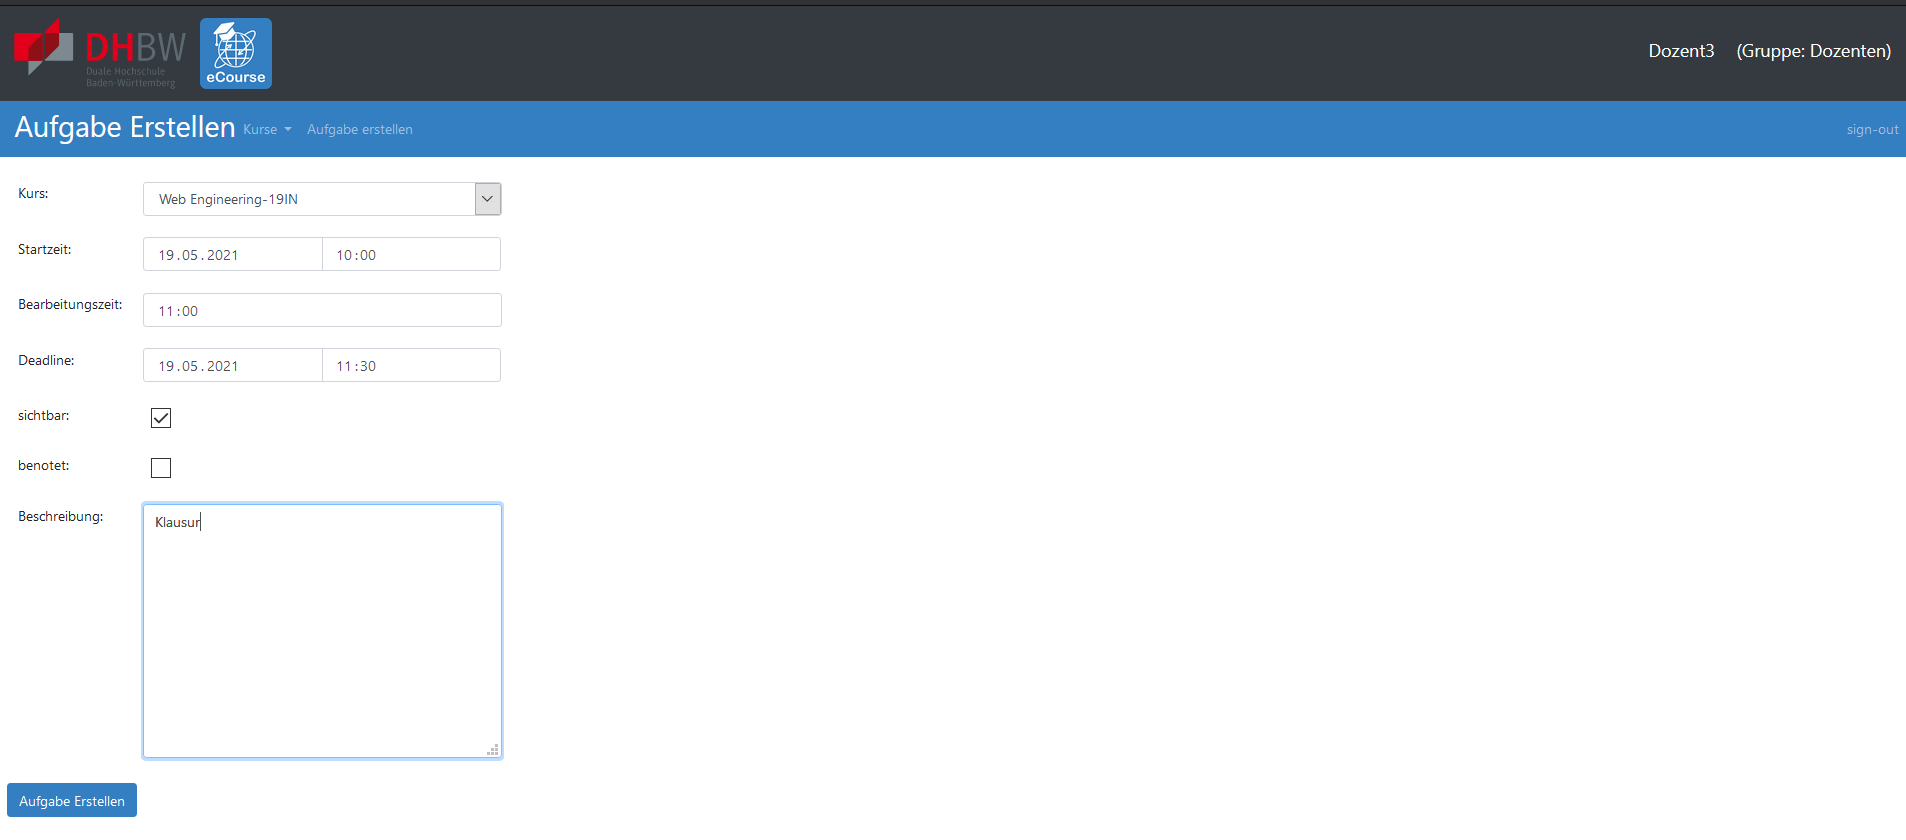 DHBW
Duale Hochschule
Baden-Württemberg
eCourse
Dozent3 (Gruppe: Dozenten)
Aufgabe Erstellen Kurse Aufgabe erstellen sign-out
Kurs: Web Engineering-19IN
Startzeit: 19.05.2021 10:00
Bearbeitungszeit: 11:00
Deadline: 19.05.2021 11:30
sichtbar:
benotet:
Beschreibung: Klausur
Aufgabe Erstellen